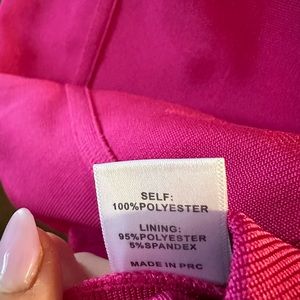 SELF:
100%POLYESTER
LINING:
95%POLYESTER
5%SPANDEX
MADE IN PRC